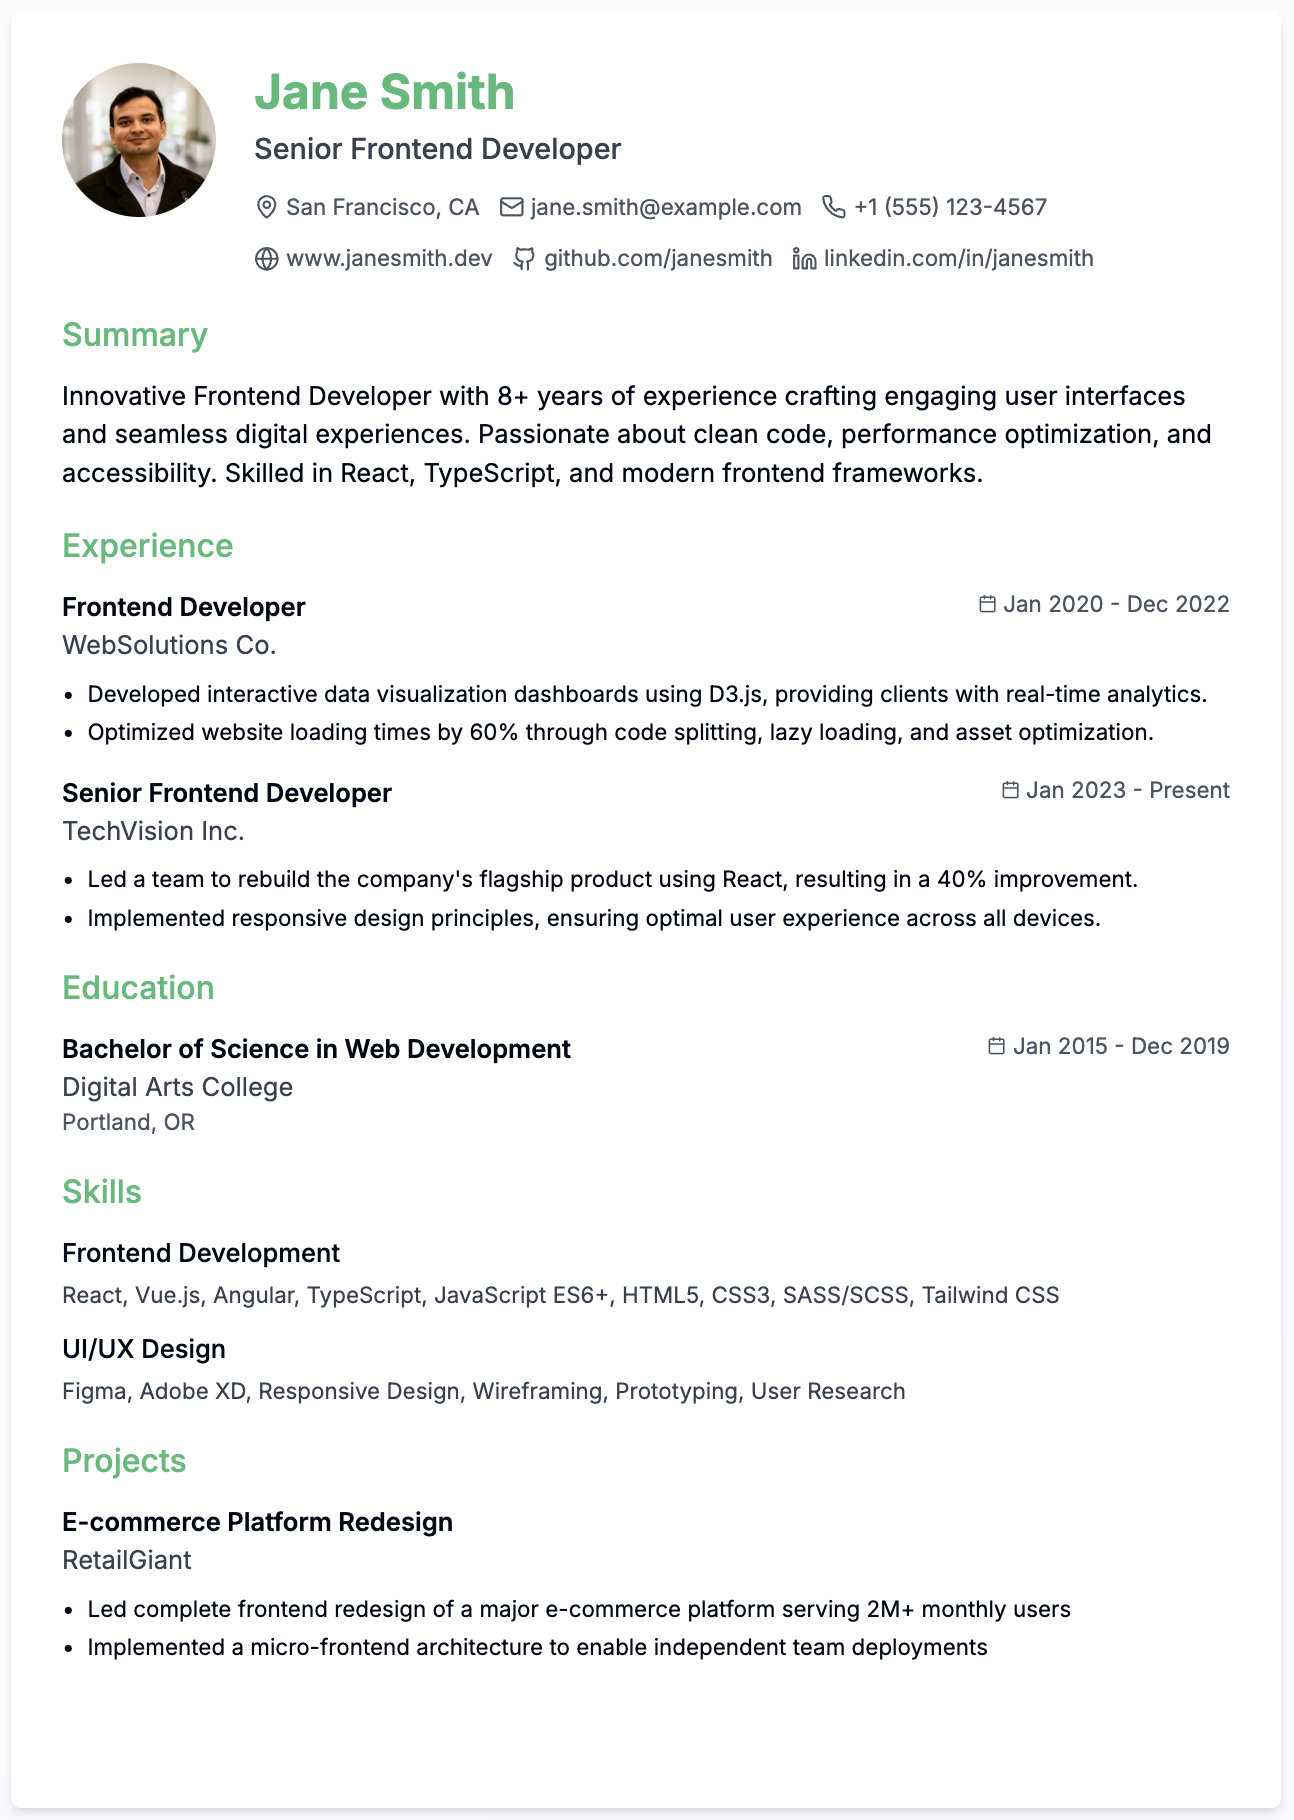 Jane Smith
Senior Frontend Developer
San Francisco, CA jane.smith@example.com +1 (555) 123-4567
www.janesmith.dev github.com/janesmith linkedin.com/in/janesmith
Summary
Innovative Frontend Developer with 8+ years of experience crafting engaging user interfaces
and seamless digital experiences. Passionate about clean code, performance optimization, and
accessibility. Skilled in React, TypeScript, and modern frontend frameworks.
Experience
Frontend Developer Jan 2020 - Dec 2022
WebSolutions Co.
• Developed interactive data visualization dashboards using D3.js, providing clients with real-time analytics.
• Optimized website loading times by 60% through code splitting, lazy loading, and asset optimization.
Senior Frontend Developer Jan 2023 - Present
TechVision Inc.
• Led a team to rebuild the company's flagship product using React, resulting in a 40% improvement.
• Implemented responsive design principles, ensuring optimal user experience across all devices.
Education
Bachelor of Science in Web Development Jan 2015 - Dec 2019
Digital Arts College
Portland, OR
Skills
Frontend Development
React, Vue.js, Angular, TypeScript, JavaScript ES6+, HTML5, CSS3, SASS/SCSS, Tailwind CSS
UI/UX Design
Figma, Adobe XD, Responsive Design, Wireframing, Prototyping, User Research
Projects
E-commerce Platform Redesign
RetailGiant
• Led complete frontend redesign of a major e-commerce platform serving 2M+ monthly users
• Implemented a micro-frontend architecture to enable independent team deployments